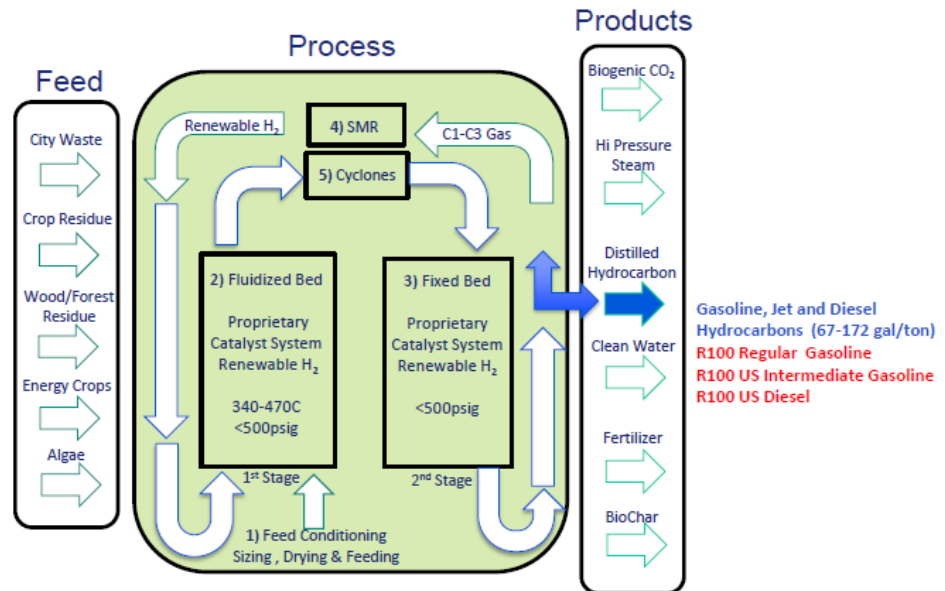 Feed
City Waste
Crop Residue
Wood/Forest
Residue
Energy Crops
Algae
Process
Renewable H₂
4) SMR
C1-C3 Gas
5) Cyclones
2) Fluidized Bed
Proprietary
Catalyst System
Renewable H₂
340-470C
<500psig
1st Stage
3) Fixed Bed
Proprietary
Catalyst System
Renewable H₂
<500psig
2nd Stage
1) Feed Conditioning
Sizing , Drying & Feeding
Products
Biogenic CO₂
Hi Pressure
Steam
Distilled
Hydrocarbon
Clean Water
Fertilizer
BioChar
Gasoline, Jet and Diesel
Hydrocarbons (67-172 gal/ton)
R100 Regular Gasoline
R100 US Intermediate Gasoline
R100 US Diesel